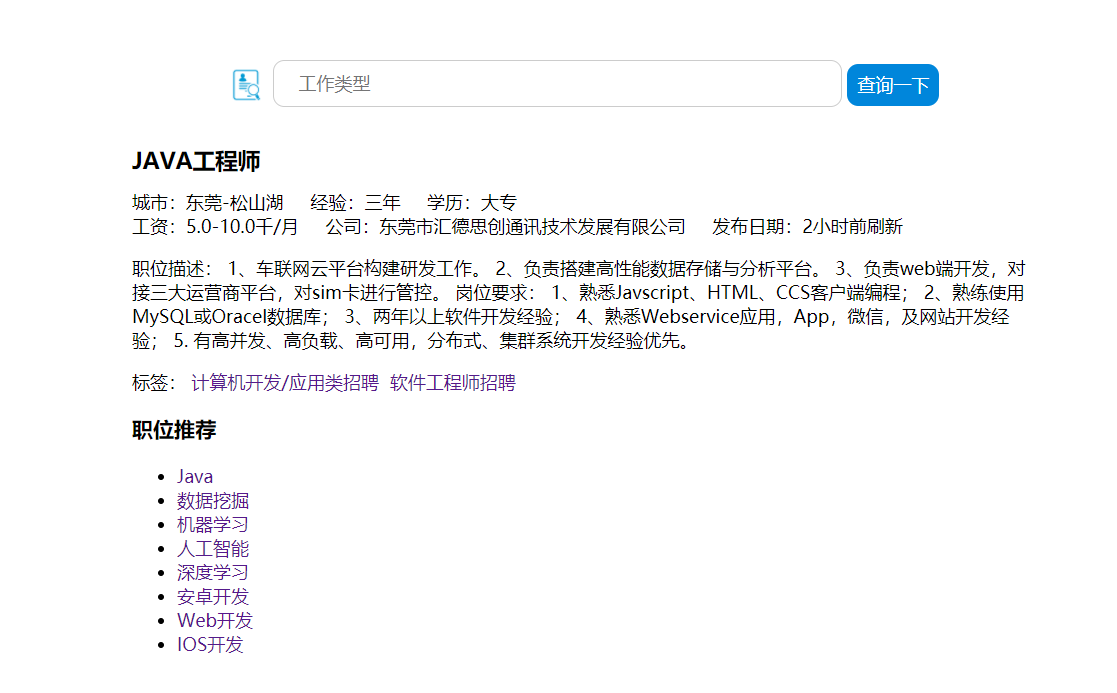 工作类型 查询一下
JAVA工程师
城市：东莞-松山湖 经验：三年 学历：大专
工资：5.0-10.0千/月 公司：东莞市汇德思创通讯技术发展有限公司 发布日期：2小时前刷新
职位描述： 1、车联网云平台构建研发工作。 2、负责搭建高性能数据存储与分析平台。 3、负责web端开发，对
接三大运营商平台，对sim卡进行管控。 岗位要求： 1、熟悉Javscript、HTML、CCS客户端编程； 2、熟练使用
MySQL或Oracel数据库； 3、两年以上软件开发经验； 4、熟悉Webservice应用，App，微信，及网站开发经
验； 5. 有高并发、高负载、高可用，分布式、集群系统开发经验优先。
标签： 计算机开发/应用类招聘 软件工程师招聘
职位推荐
Java
数据挖掘
机器学习
人工智能
深度学习
安卓开发
Web开发
IOS开发